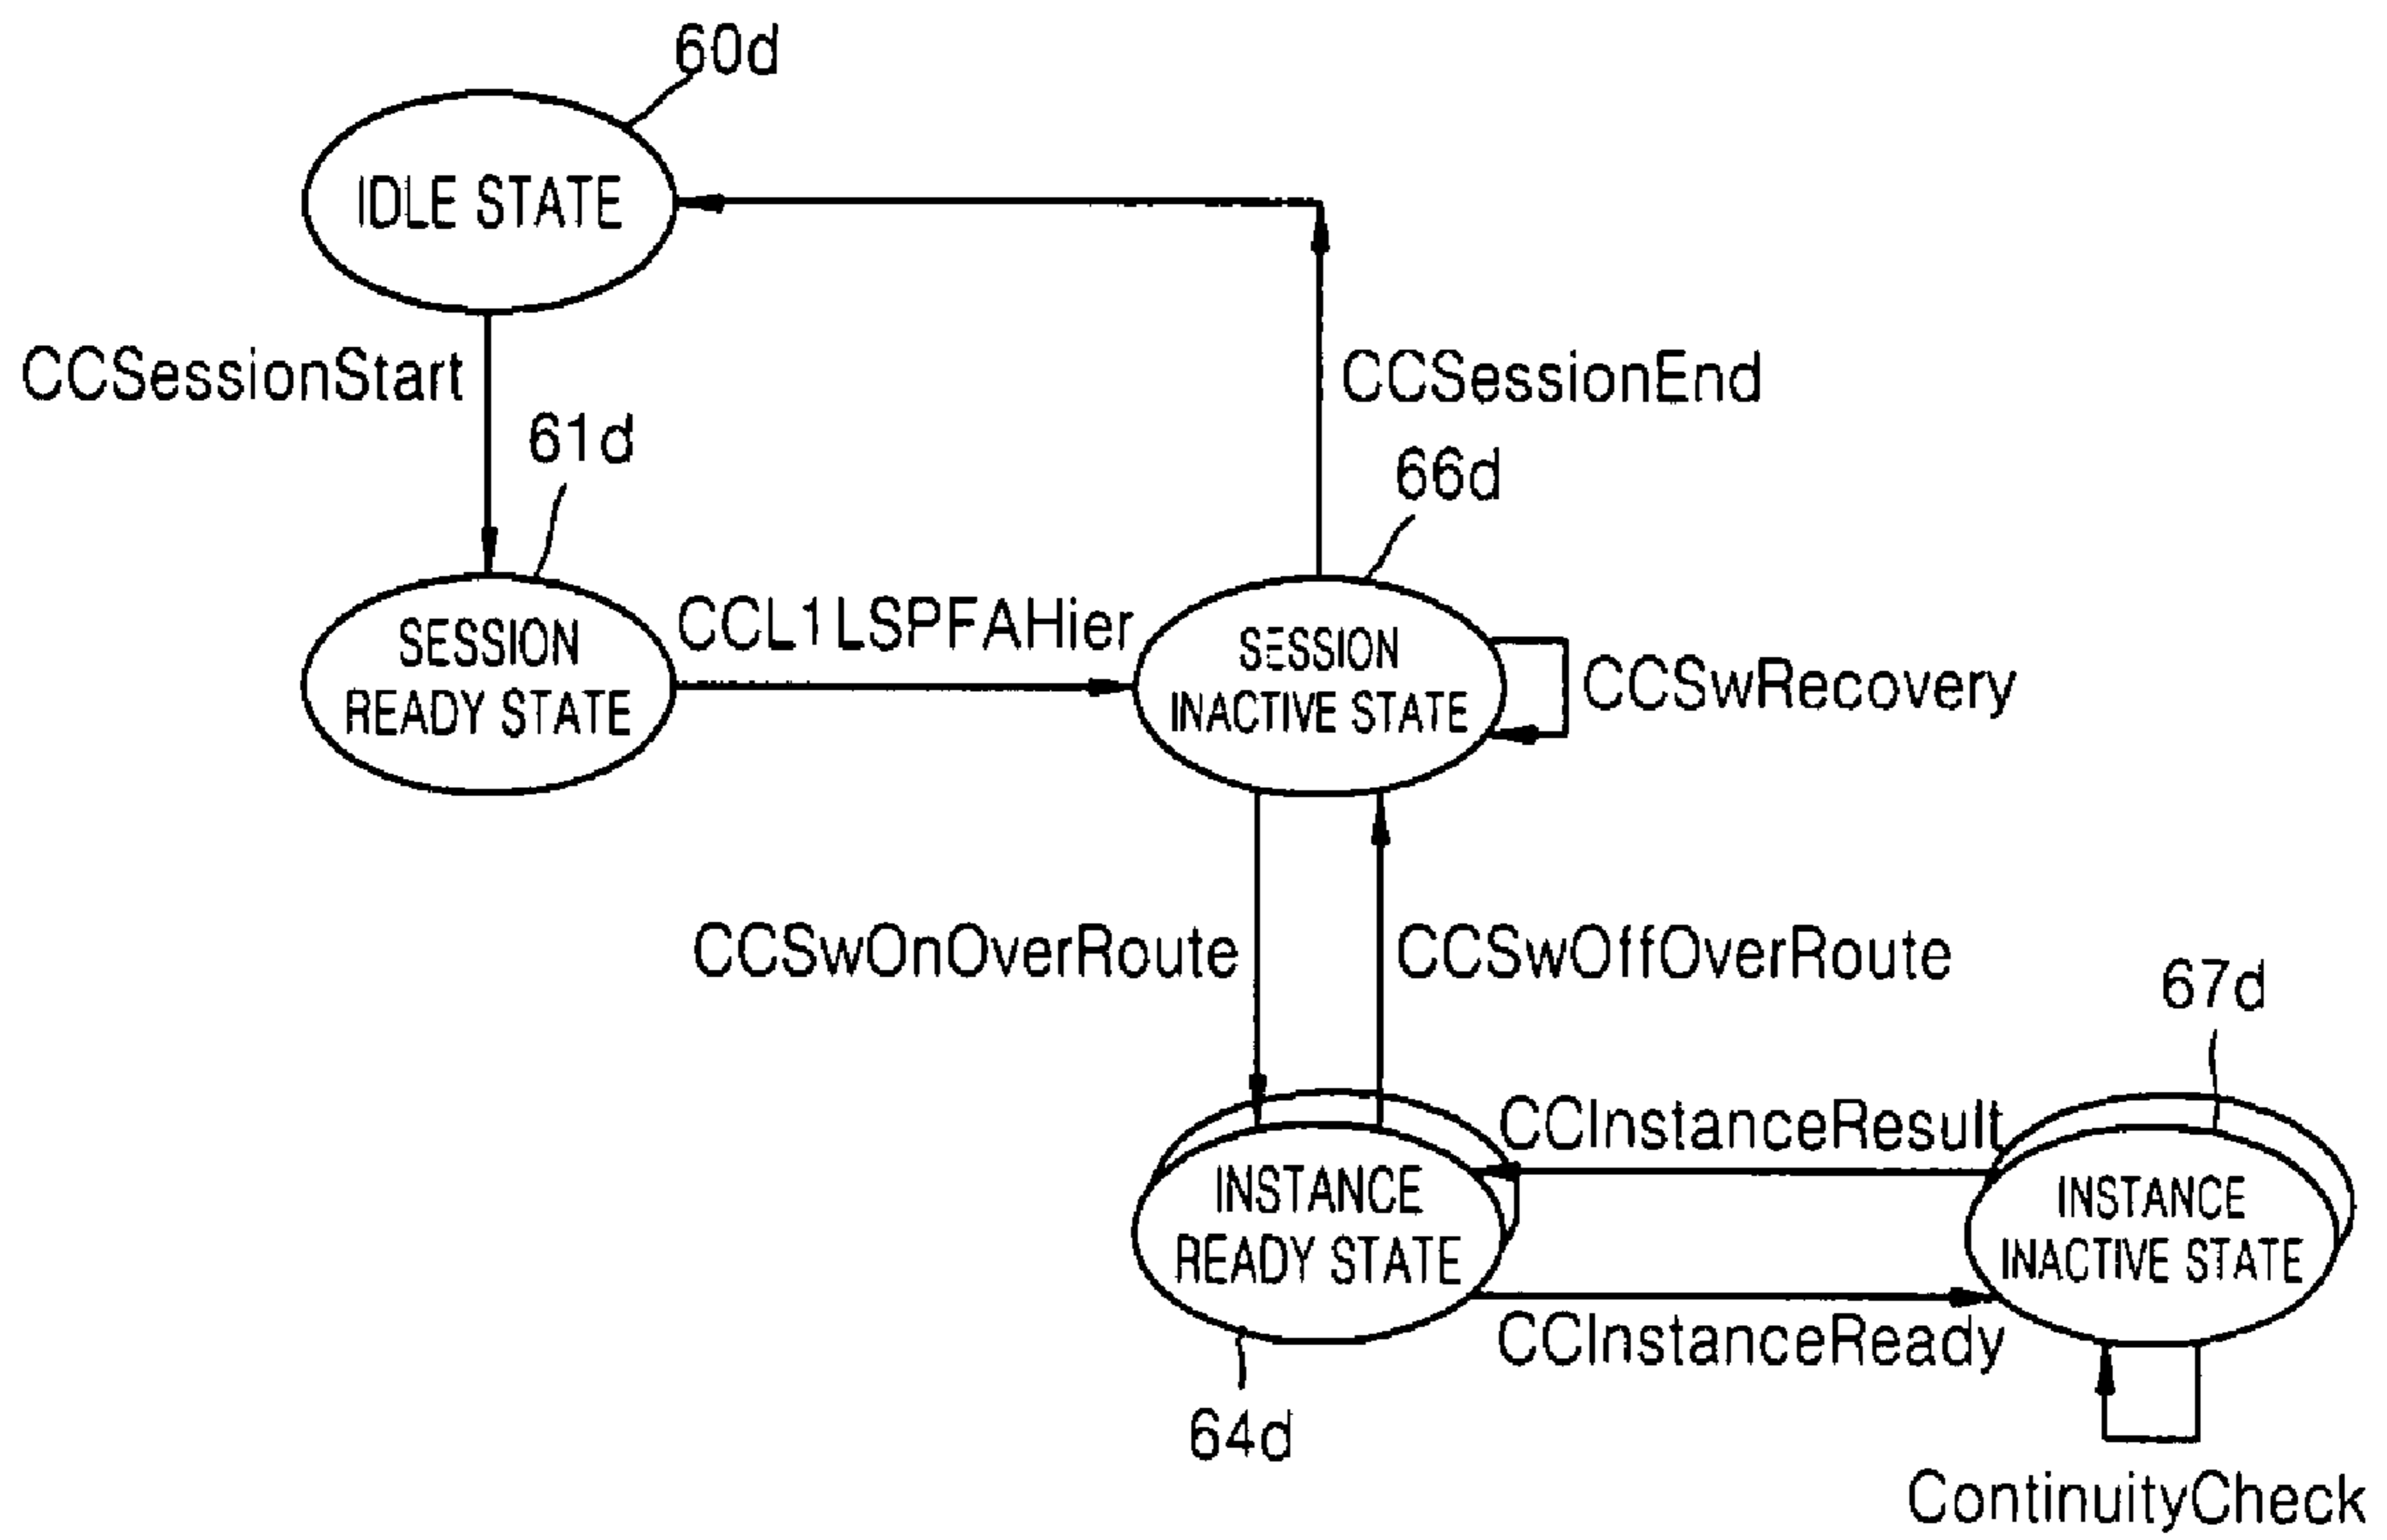 60d
IDLE STATE
CCSessionStart
CCSessionEnd
61d
66d
SESSION
READY STATE
CCL1LSPFAHier
SESSION
INACTIVE STATE
CCSwRecovery
CCSwOnOverRoute
CCSwOffOverRoute
67d
CCInstanceResult
INSTANCE
READY STATE
INSTANCE
INACTIVE STATE
CCInstanceReady
64d
ContinuityCheck